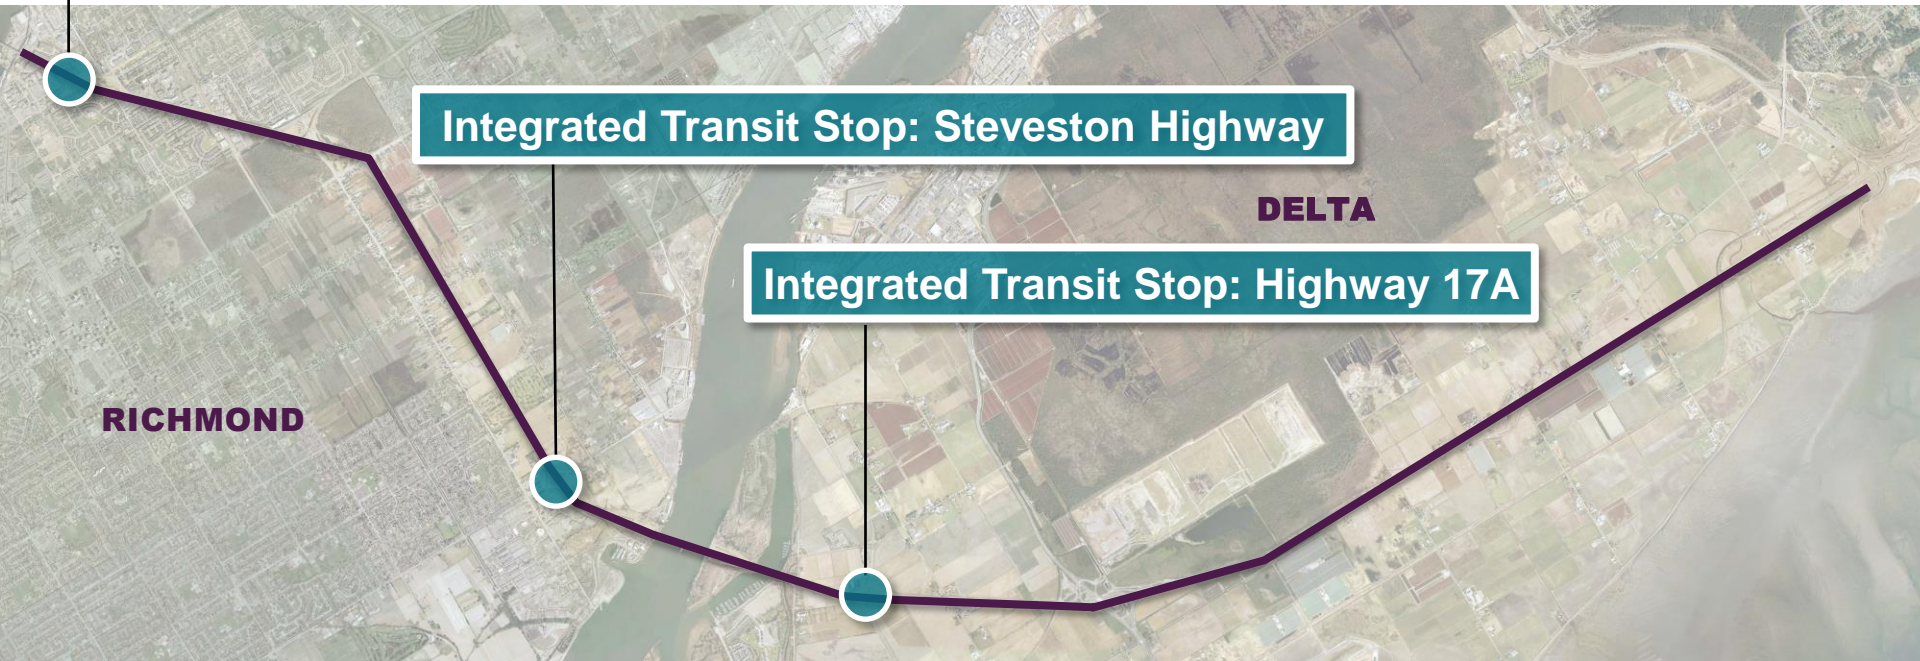 Integrated Transit Stop: Steveston Highway
DELTA
Integrated Transit Stop: Highway 17A
RICHMOND